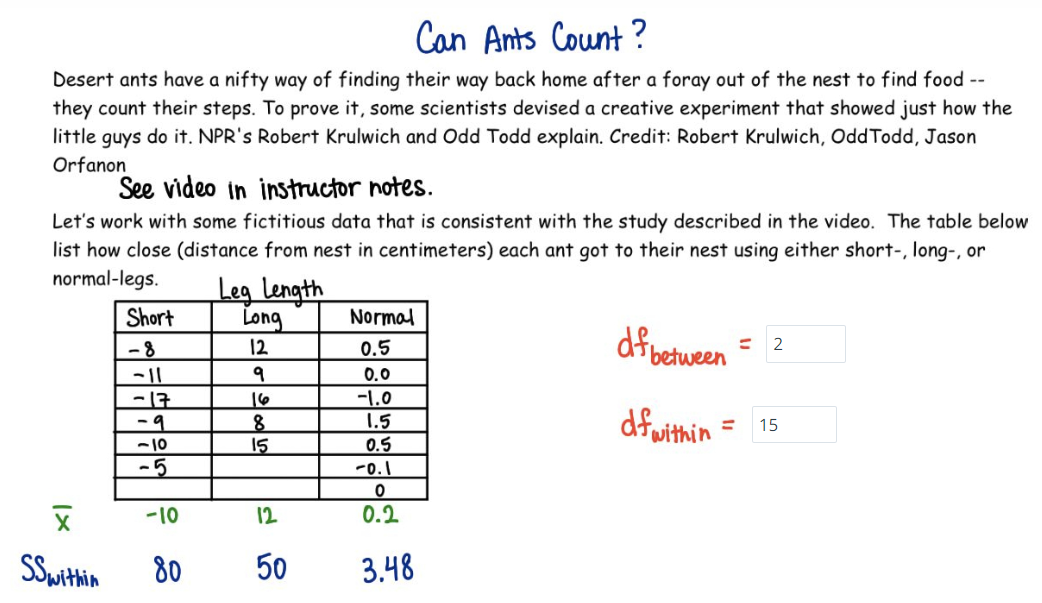 Can Ants Count?
Desert ants have a nifty way of finding their way back home after a foray out of the nest to find food --
they count their steps. To prove it, some scientists devised a creative experiment that showed just how the
little guys do it. NPR's Robert Krulwich and Odd Todd explain. Credit: Robert Krulwich, OddTodd, Jason
Orfanon
See video in instructor notes.
Let's work with some fictitious data that is consistent with the study described in the video. The table below
list how close (distance from nest in centimeters) each ant got to their nest using either short-, long-, or
normal-legs.
Leg Length
Short Long Normal
-8 12 0.5
-11 9 0.0
-17 16 -1.0
-9 8 1.5
-10 15 0.5
-5 -0.1
0
x̄ -10 12 0.2
SSwithin 80 50 3.48
dfbetween = 2
dfwithin = 15